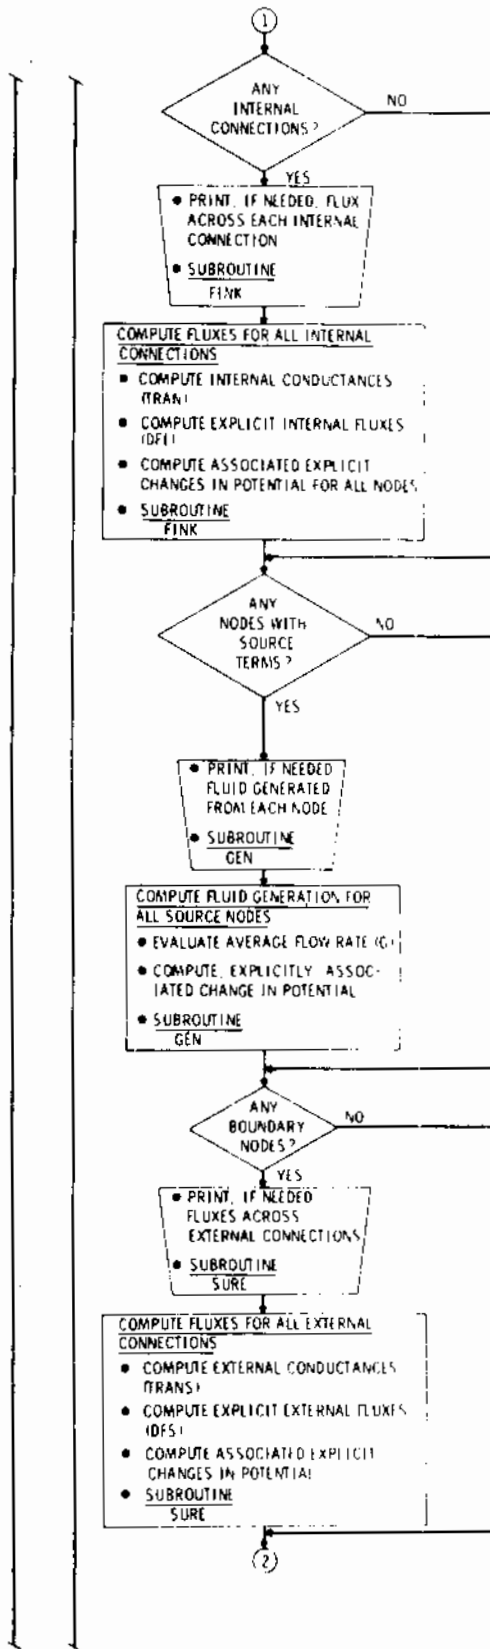 1
ANY
INTERNAL
CONNECTIONS?
NO
YES
• PRINT, IF NEEDED, FLUX
ACROSS EACH INTERNAL
CONNECTION
• SUBROUTINE
FINK
COMPUTE FLUXES FOR ALL INTERNAL
CONNECTIONS
• COMPUTE INTERNAL CONDUCTANCES
(TRAN)
• COMPUTE EXPLICIT INTERNAL FLUXES
• COMPUTE ASSOCIATED EXPLICIT
CHANGES IN POTENTIAL FOR ALL NODES
• SUBROUTINE
FINK
ANY
NODES WITH
SOURCE
TERMS?
NO
YES
• PRINT, IF NEEDED
FLUID GENERATED
FROM EACH NODE
• SUBROUTINE
GEN
COMPUTE FLUID GENERATION FOR
ALL SOURCE NODES
• EVALUATE AVERAGE FLOW RATE (G)
• COMPUTE, EXPLICITLY ASSOC-
IATED CHANGE IN POTENTIAL
• SUBROUTINE
GEN
ANY
BOUNDARY
NODES?
NO
YES
• PRINT, IF NEEDED
FLUXES ACROSS
EXTERNAL CONNECTIONS
• SUBROUTINE
SURE
COMPUTE FLUXES FOR ALL EXTERNAL
CONNECTIONS
• COMPUTE EXTERNAL CONDUCTANCES
(TRANS)
• COMPUTE EXPLICIT EXTERNAL FLUXES
(DFS)
• COMPUTE ASSOCIATED EXPLICIT
CHANGES IN POTENTIAL
• SUBROUTINE
SURE
2